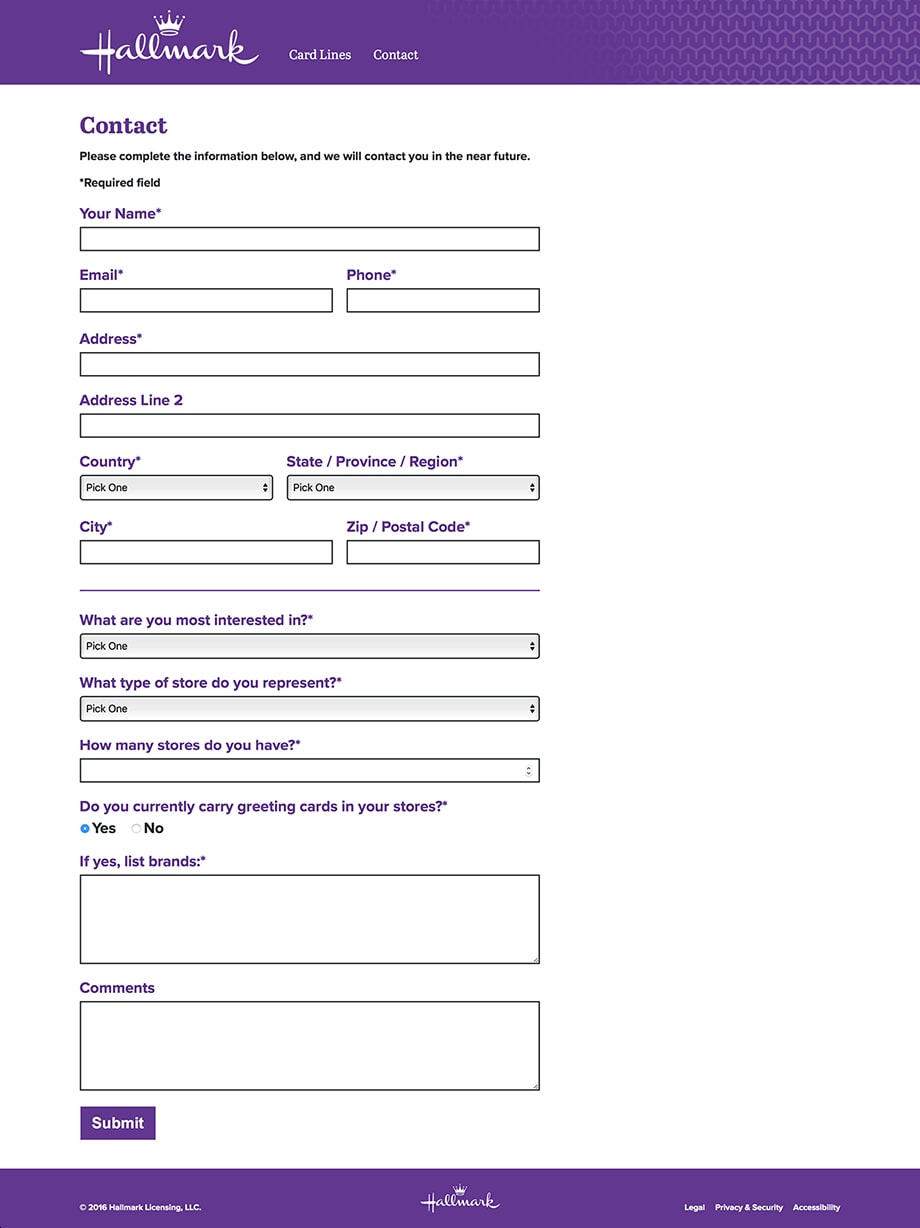 Hallmark
Card Lines Contact
Contact
Please complete the information below, and we will contact you in the near future.
*Required field
Your Name*
Email* Phone*
Address*
Address Line 2
Country* State / Province / Region*
Pick One Pick One
City* Zip / Postal Code*
What are you most interested in?*
Pick One
What type of store do you represent?*
Pick One
How many stores do you have?*
Do you currently carry greeting cards in your stores?*
Yes No
If yes, list brands:*
Comments
Submit
© 2016 Hallmark Licensing, LLC. Hallmark Legal Privacy & Security Accessibility